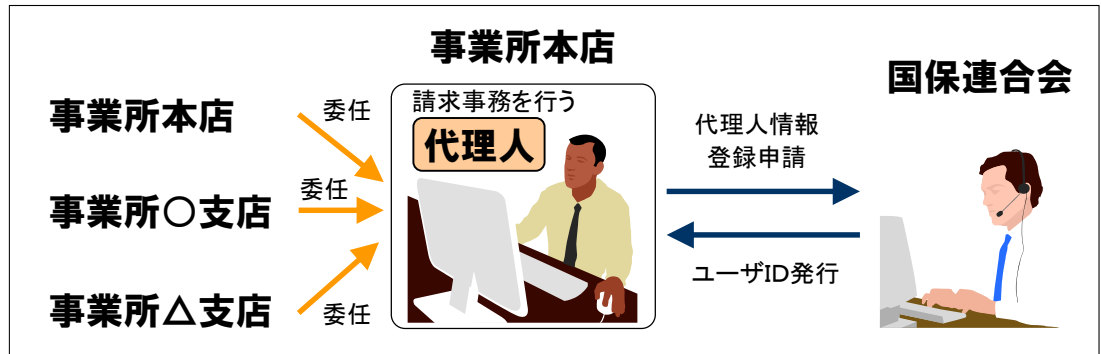 事業所本店
事業所〇支店
事業所△支店
委任
委任
委任
事業所本店
請求事務を行う
代理人
代理人情報
登録申請
ユーザID発行
国保連合会